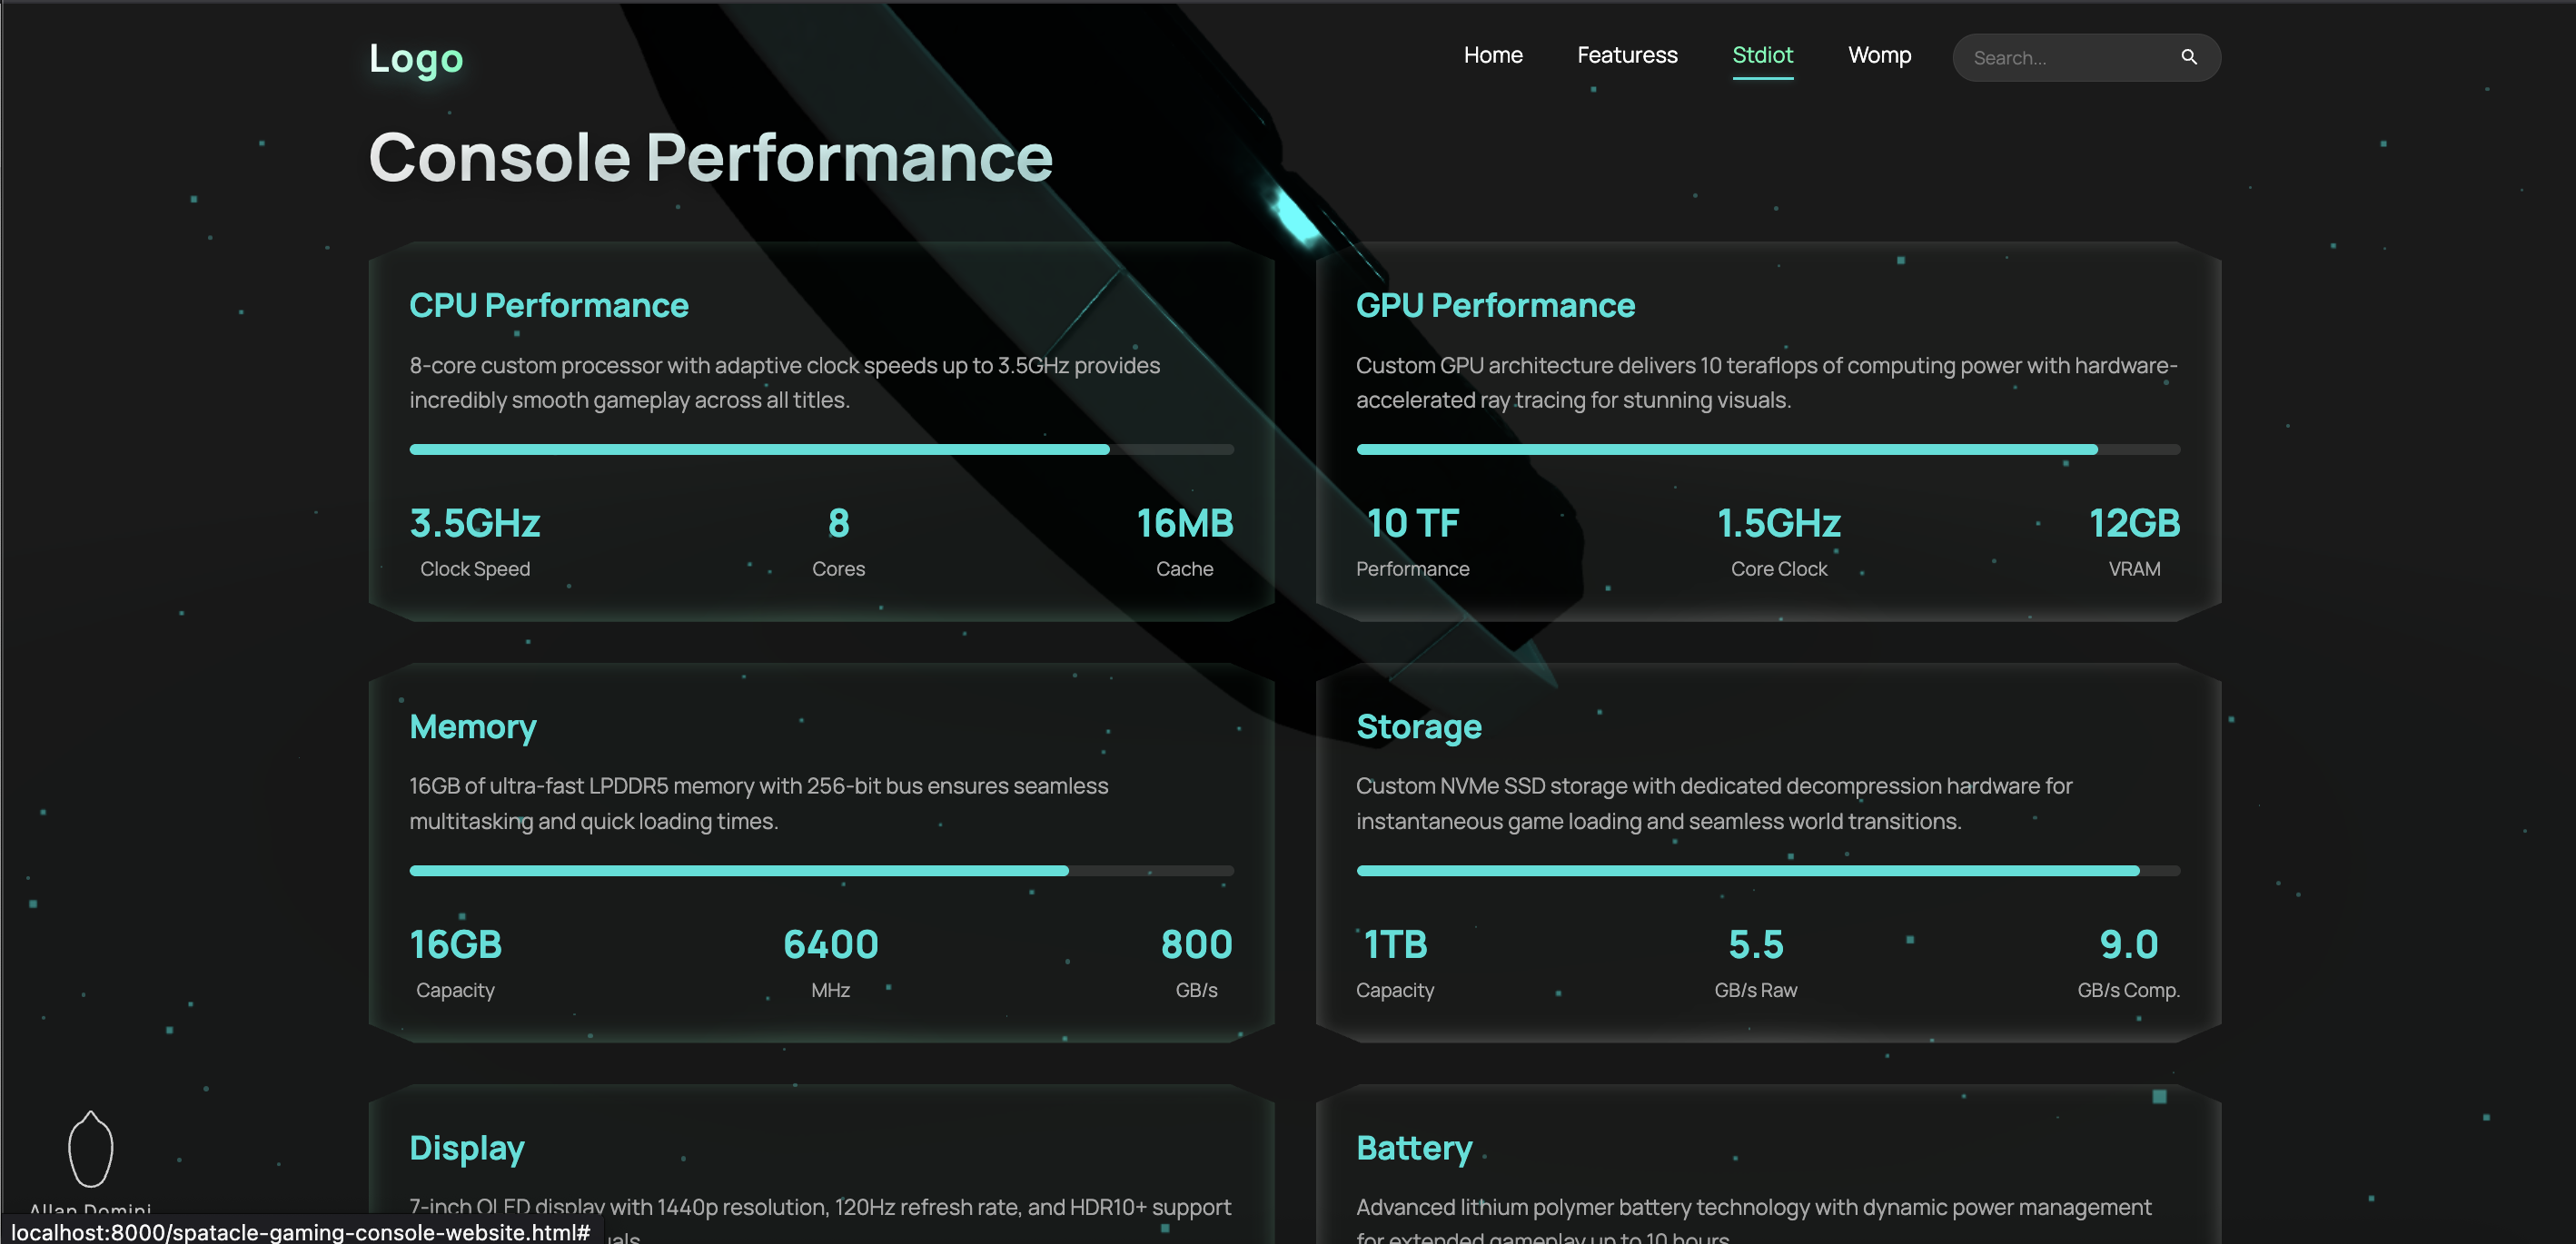 Logo
Home Featuress Stdiot Womp Search...
Console Performance
CPU Performance
8-core custom processor with adaptive clock speeds up to 3.5GHz provides
incredibly smooth gameplay across all titles.
3.5GHz 8 16MB
Clock Speed Cores Cache
GPU Performance
Custom GPU architecture delivers 10 teraflops of computing power with hardware-
accelerated ray tracing for stunning visuals.
10 TF 1.5GHz 12GB
Performance Core Clock VRAM
Memory
16GB of ultra-fast LPDDR5 memory with 256-bit bus ensures seamless
multitasking and quick loading times.
16GB 6400 800
Capacity MHz GB/s
Storage
Custom NVMe SSD storage with dedicated decompression hardware for
instantaneous game loading and seamless world transitions.
1TB 5.5 9.0
Capacity GB/s Raw GB/s Comp.
Display
7-inch OLED display with 1440p resolution, 120Hz refresh rate, and HDR10+ support
Battery
Advanced lithium polymer battery technology with dynamic power management
for extended gameplay up to 10 hours.
Allan Domini
localhost:8000/spatacle-gaming-console-website.html#